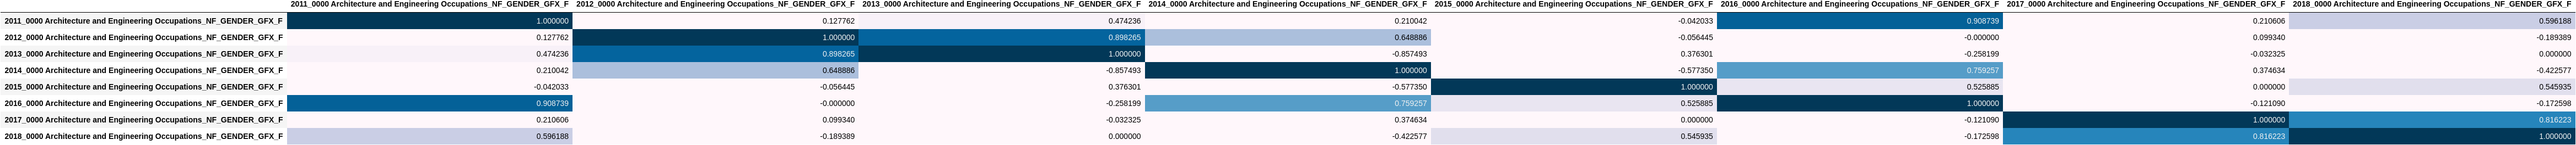 2011_0000 Architecture and Engineering Occupations_NF_GENDER_GFX_F 2012_0000 Architecture and Engineering Occupations_NF_GENDER_GFX_F 2013_0000 Architecture and Engineering Occupations_NF_GENDER_GFX_F 2014_0000 Architecture and Engineering Occupations_NF_GENDER_GFX_F 2015_0000 Architecture and Engineering Occupations_NF_GENDER_GFX_F 2016_0000 Architecture and Engineering Occupations_NF_GENDER_GFX_F 2017_0000 Architecture and Engineering Occupations_NF_GENDER_GFX_F 2018_0000 Architecture and Engineering Occupations_NF_GENDER_GFX_F
2011_0000 Architecture and Engineering Occupations_NF_GENDER_GFX_F 1.000000 0.127762 0.474236 0.210042 -0.042033 0.908739 0.210606 0.596188
2012_0000 Architecture and Engineering Occupations_NF_GENDER_GFX_F 0.127762 1.000000 0.898265 0.648886 -0.056445 -0.000000 0.099340 -0.189389
2013_0000 Architecture and Engineering Occupations_NF_GENDER_GFX_F 0.474236 0.898265 1.000000 -0.857493 0.376301 -0.258199 -0.032325 0.000000
2014_0000 Architecture and Engineering Occupations_NF_GENDER_GFX_F 0.210042 0.648886 -0.857493 1.000000 -0.577350 0.759257 0.374634 -0.422577
2015_0000 Architecture and Engineering Occupations_NF_GENDER_GFX_F -0.042033 -0.056445 0.376301 -0.577350 1.000000 0.525885 0.000000 0.545935
2016_0000 Architecture and Engineering Occupations_NF_GENDER_GFX_F 0.908739 -0.000000 -0.258199 0.759257 0.525885 1.000000 -0.121090 -0.172598
2017_0000 Architecture and Engineering Occupations_NF_GENDER_GFX_F 0.210606 0.099340 -0.032325 0.374634 0.000000 -0.121090 1.000000 0.816223
2018_0000 Architecture and Engineering Occupations_NF_GENDER_GFX_F 0.596188 -0.189389 0.000000 -0.422577 0.545935 -0.172598 0.816223 1.000000